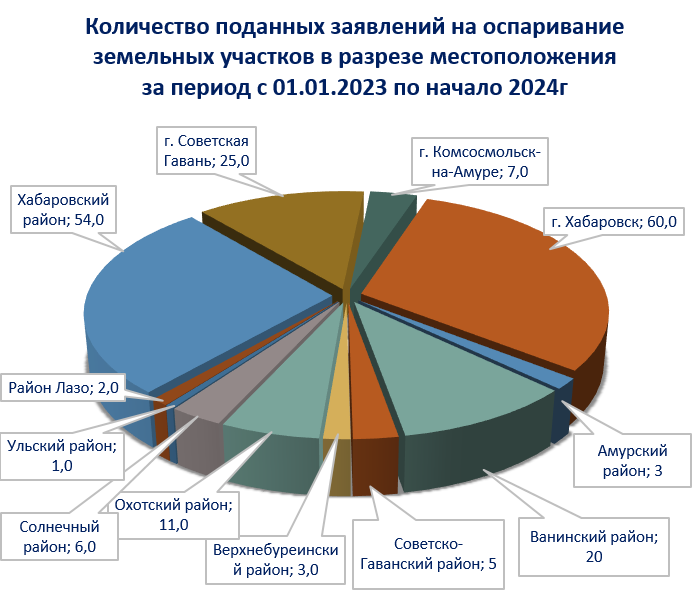 Количество поданных заявлений на оспаривание
земельных участков в разрезе местоположения
за период с 01.01.2023 по начало 2024г
г. Советская
Гавань; 25,0
г. Комсосмольск-
на-Амуре; 7,0
Хабаровский
район; 54,0
г. Хабаровск; 60,0
Район Лазо; 2,0
Ульский район;
1,0
Амурский
район; 3
Солнечный
район; 6,0
Охотский район;
11,0
Верхнебуреински
й район; 3,0
Советско-
Гаванский район; 5
Ванинский район;
20